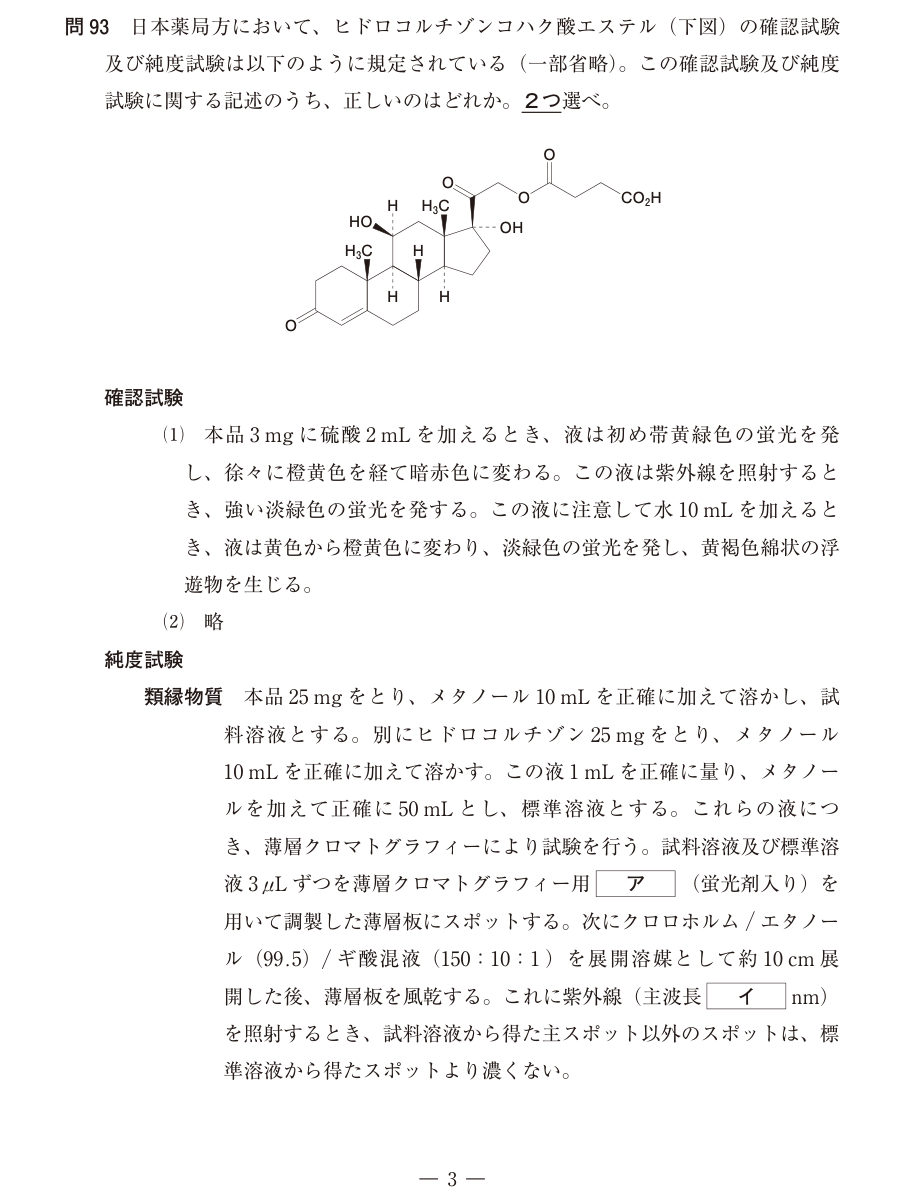 問93 日本薬局方において、ヒドロコルチゾンコハク酸エステル（下図）の確認試験
及び純度試験は以下のように規定されている（一部省略）。この確認試験及び純度
試験に関する記述のうち、正しいのはどれか。2つ選べ。
O
O
O
CO₂H
H
H₃C
HO
OH
H₃C
H
H
H
O
確認試験
⑴ 本品3 mgに硫酸2 mLを加えるとき、液は初め帯黄緑色の蛍光を発
し、徐々に橙黄色を経て暗赤色に変わる。この液は紫外線を照射すると
き、強い淡緑色の蛍光を発する。この液に注意して水10 mLを加えると
き、液は黄色から橙黄色に変わり、淡緑色の蛍光を発し、黄褐色綿状の浮
遊物を生じる。
⑵ 略
純度試験
類縁物質 本品25 mgをとり、メタノール10 mLを正確に加えて溶かし、試
料溶液とする。別にヒドロコルチゾン25 mgをとり、メタノール
10 mLを正確に加えて溶かす。この液1 mLを正確に量り、メタノー
ルを加えて正確に50 mLとし、標準溶液とする。これらの液につ
き、薄層クロマトグラフィーにより試験を行う。試料溶液及び標準溶
液3 μLずつを薄層クロマトグラフィー用 ア （蛍光剤入り）を
用いて調製した薄層板にスポットする。次にクロロホルム / エタノー
ル（99.5）/ ギ酸混液（150：10：1）を展開溶媒として約10 cm展
開した後、薄層板を風乾する。これに紫外線（主波長 イ nm）
を照射するとき、試料溶液から得た主スポット以外のスポットは、標
準溶液から得たスポットより濃くない。
― 3 ―